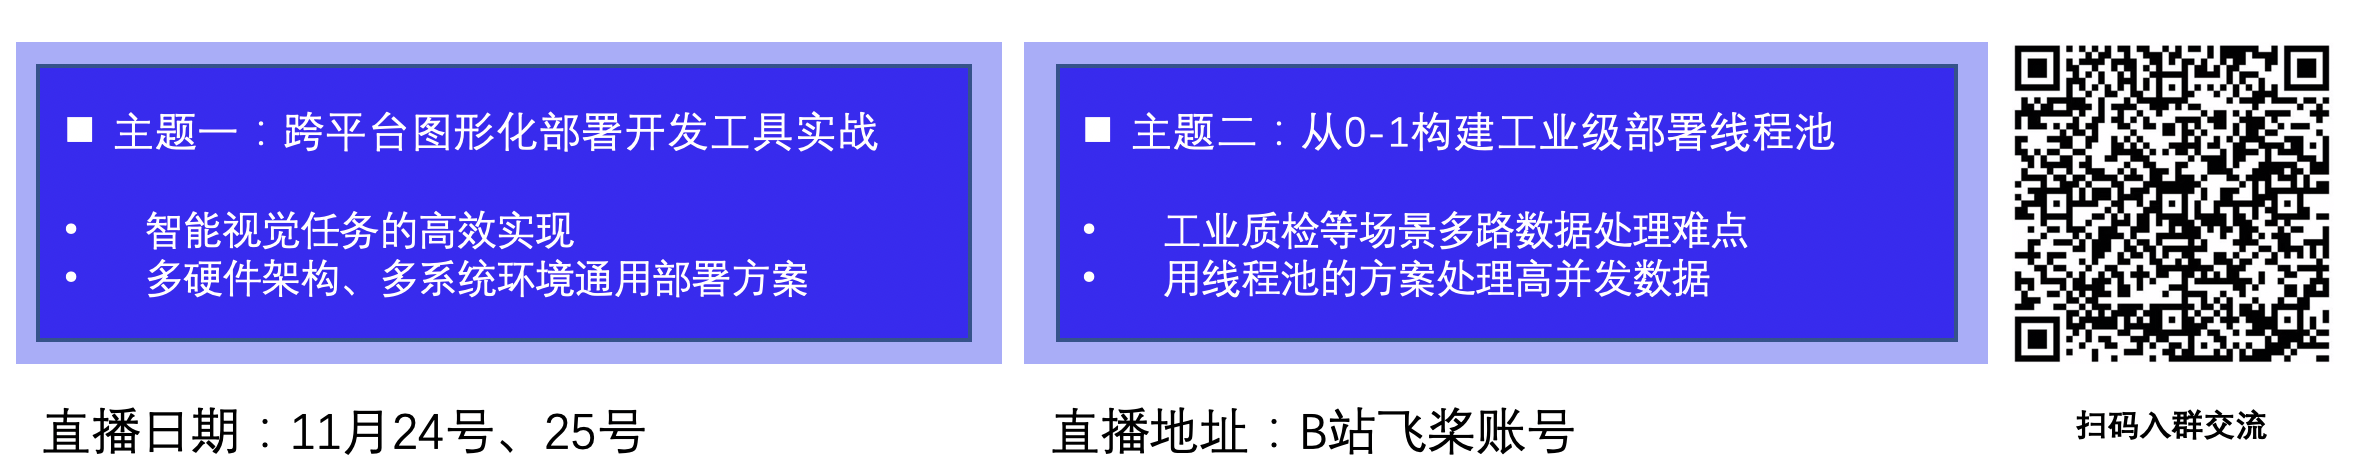 ■ 主题一：跨平台图形化部署开发工具实战
• 智能视觉任务的高效实现
• 多硬件架构、多系统环境通用部署方案
■ 主题二：从0-1构建工业级部署线程池
• 工业质检等场景多路数据处理难点
• 用线程池的方案处理高并发数据
直播日期：11月24号、25号
直播地址：B站飞桨账号
扫码入群交流